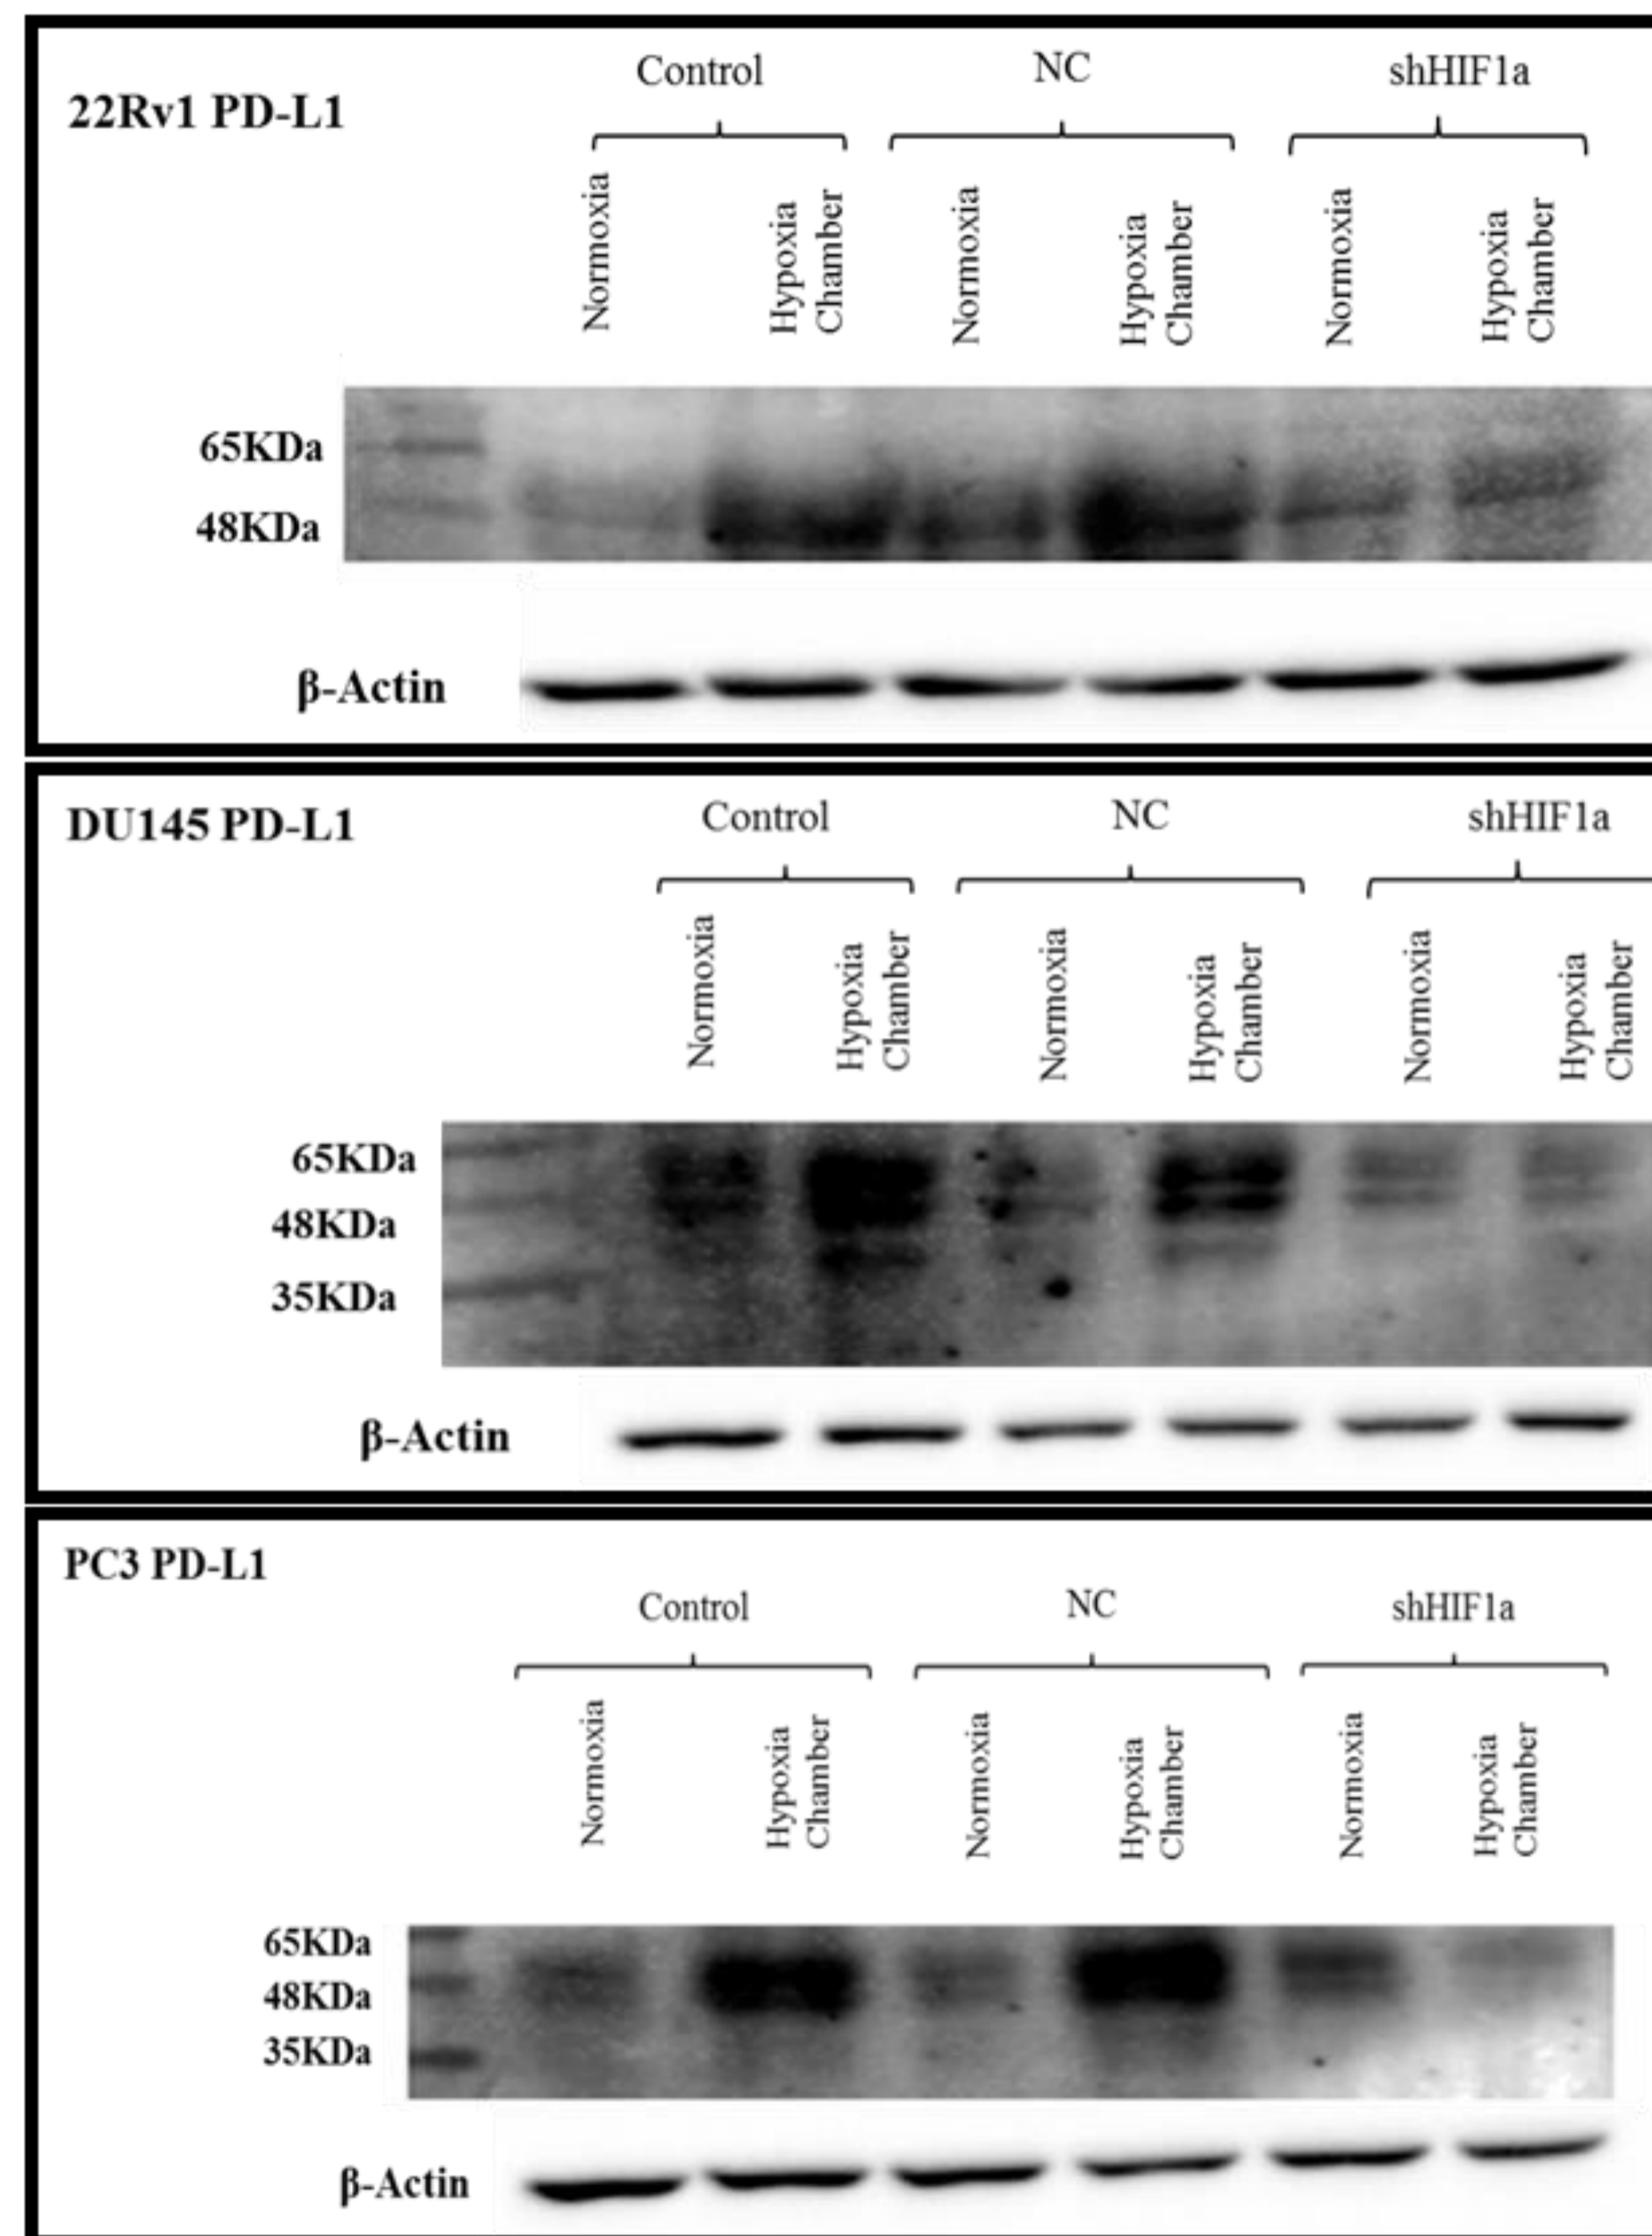 Control NC shHIF1a
22Rv1 PD-L1
Normoxia
Hypoxia
Chamber
Normoxia
Hypoxia
Chamber
Normoxia
Hypoxia
Chamber
65KDa
48KDa
β-Actin
Control NC shHIF1a
DU145 PD-L1
Normoxia
Hypoxia
Chamber
Normoxia
Hypoxia
Chamber
Normoxia
Hypoxia
Chamber
65KDa
48KDa
35KDa
β-Actin
PC3 PD-L1
Control NC shHIF1a
Normoxia
Hypoxia
Chamber
Normoxia
Hypoxia
Chamber
Normoxia
Hypoxia
Chamber
65KDa
48KDa
35KDa
β-Actin